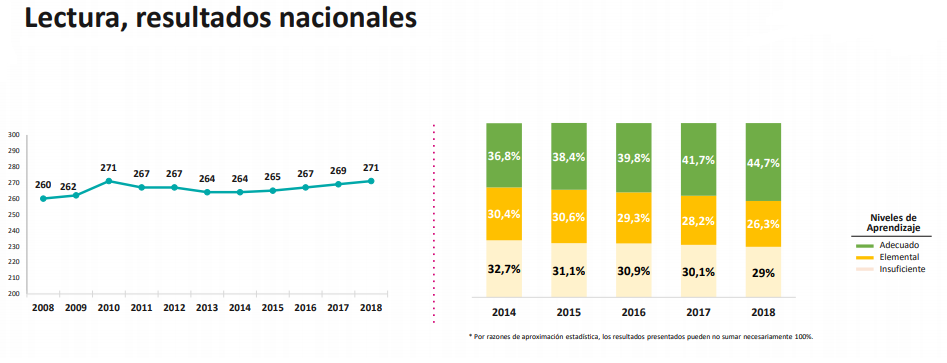 Lectura, resultados nacionales
300
290
280
270
260
250
240
230
220
210
200
260 262 271 267 267 264 264 265 267 269 271
2008 2009 2010 2011 2012 2013 2014 2015 2016 2017 2018
36,8% 38,4% 39,8% 41,7% 44,7%
30,4% 30,6% 29,3% 28,2% 26,3%
32,7% 31,1% 30,9% 30,1% 29%
2014 2015 2016 2017 2018
Niveles de
Aprendizaje
Adecuado
Elemental
Insuficiente
* Por razones de aproximación estadística, los resultados presentados pueden no sumar necesariamente 100%.